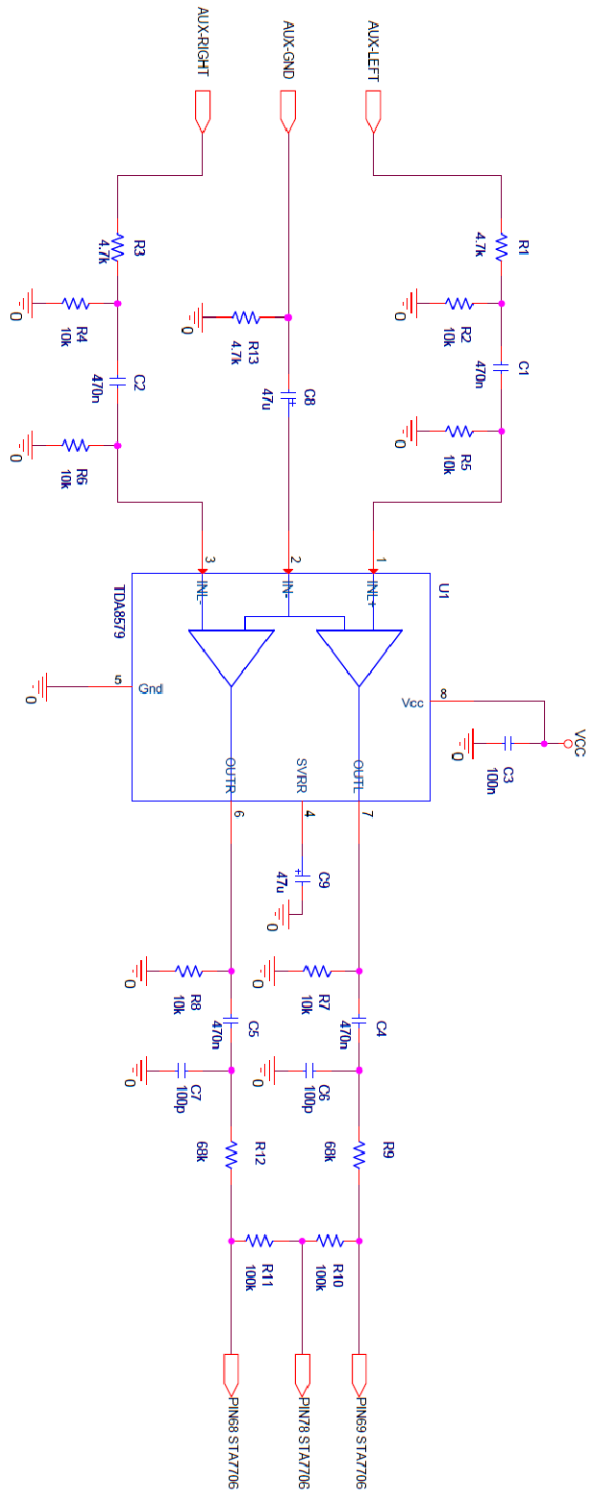 AUX-LEFT
AUX-GND
AUX-RIGHT
R1
4.7k
R2
10k
C1
470n
R5
10k
0
0
R13
4.7k
C8
47u
+
0
R3
4.7k
R4
10k
C2
470n
R6
10k
0
0
U1
TDA8579
1
INL+
2
IN-
3
INL-
8
Vcc
5
Gnd
0
OUTL
7
SVRR
4
OUTR
6
VCC
C3
100n
0
C9
47u
+
0
R7
10k
0
C4
470n
C6
100p
0
R9
68k
R8
10k
0
C5
470n
C7
100p
0
R12
68k
R10
100k
R11
100k
PIN69 STA7706
PIN78 STA7706
PIN68 STA7706